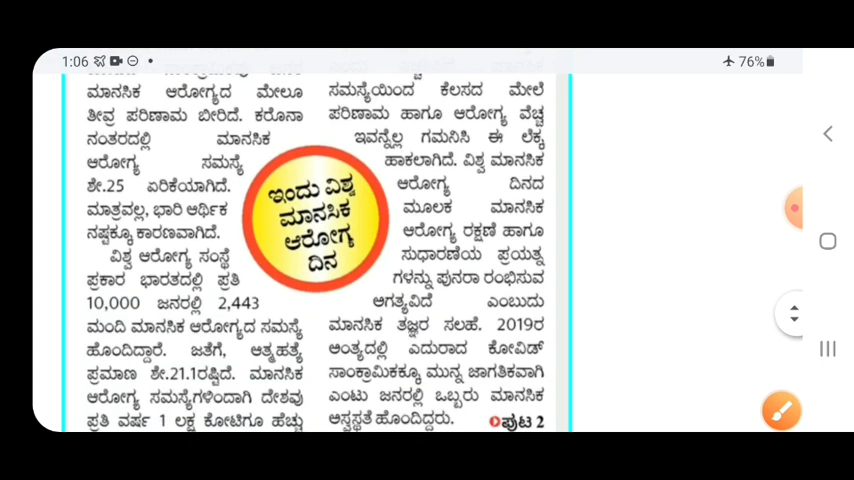 1:06
76%
ಮಾನಸಿಕ ಆರೋಗ್ಯದ ಮೇಲೂ
ತೀವ್ರ ಪರಿಣಾಮ ಬೀರಿದೆ. ಕರೊನಾ
ನಂತರದಲ್ಲಿ ಮಾನಸಿಕ
ಆರೋಗ್ಯ ಸಮಸ್ಯೆ
ಶೇ.25 ಏರಿಕೆಯಾಗಿದೆ.
ಮಾತ್ರವಲ್ಲ, ಭಾರಿ ಆರ್ಥಿಕ
ನಷ್ಟಕ್ಕೂ ಕಾರಣವಾಗಿದೆ.
ವಿಶ್ವ ಆರೋಗ್ಯ ಸಂಸ್ಥೆ
ಪ್ರಕಾರ ಭಾರತದಲ್ಲಿ ಪ್ರತಿ
10,000 ಜನರಲ್ಲಿ 2,443
ಮಂದಿ ಮಾನಸಿಕ ಆರೋಗ್ಯದ ಸಮಸ್ಯೆ
ಹೊಂದಿದ್ದಾರೆ. ಜತೆಗೆ, ಆತ್ಮಹತ್ಯೆ
ಪ್ರಮಾಣ ಶೇ.21.1ರಷ್ಟಿದೆ. ಮಾನಸಿಕ
ಆರೋಗ್ಯ ಸಮಸ್ಯೆಗಳಿಂದಾಗಿ ದೇಶವು
ಪ್ರತಿ ವರ್ಷ 1 ಲಕ್ಷ ಕೋಟಿಗೂ ಹೆಚ್ಚು
ಇಂದು ವಿಶ್ವ
ಮಾನಸಿಕ
ಆರೋಗ್ಯ
ದಿನ
ಸಮಸ್ಯೆಯಿಂದ ಕೆಲಸದ ಮೇಲೆ
ಪರಿಣಾಮ ಹಾಗೂ ಆರೋಗ್ಯ ವೆಚ್ಚ
ಇವನ್ನೆಲ್ಲ ಗಮನಿಸಿ ಈ ಲೆಕ್ಕ
ಹಾಕಲಾಗಿದೆ. ವಿಶ್ವ ಮಾನಸಿಕ
ಆರೋಗ್ಯ ದಿನದ
ಮೂಲಕ ಮಾನಸಿಕ
ಆರೋಗ್ಯ ರಕ್ಷಣೆ ಹಾಗೂ
ಸುಧಾರಣೆಯ ಪ್ರಯತ್ನ
ಗಳನ್ನು ಪುನರಾ ರಂಭಿಸುವ
ಅಗತ್ಯವಿದೆ ಎಂಬುದು
ಮಾನಸಿಕ ತಜ್ಞರ ಸಲಹೆ. 2019ರ
ಅಂತ್ಯದಲ್ಲಿ ಎದುರಾದ ಕೋವಿಡ್
ಸಾಂಕ್ರಾಮಿಕಕ್ಕೂ ಮುನ್ನ ಜಾಗತಿಕವಾಗಿ
ಎಂಟು ಜನರಲ್ಲಿ ಒಬ್ಬರು ಮಾನಸಿಕ
ಅಸ್ವಸ್ಥತೆ ಹೊಂದಿದ್ದರು. ಪುಟ 2